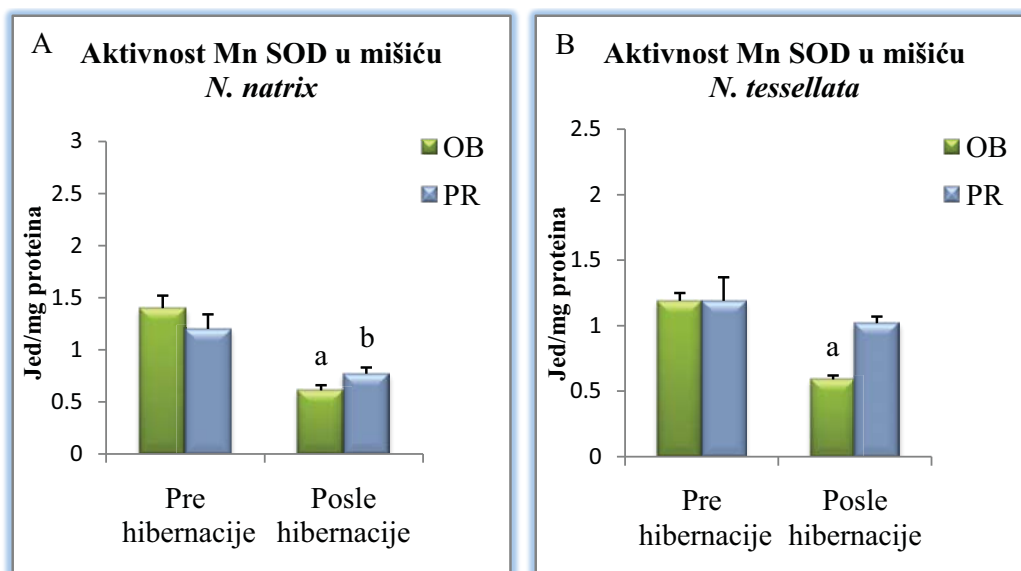 A
Aktivnost Mn SOD u mišiću
N. natrix
3
2.5
2
1.5
1
0.5
0
Jed/mg proteina
OB
PR
a
b
Pre
hibernacije
Posle
hibernacije
B
Aktivnost Mn SOD u mišiću
N. tessellata
2.5
2
1.5
1
0.5
0
Jed/mg proteina
OB
PR
a
Pre
hibernacije
Posle
hibernacije